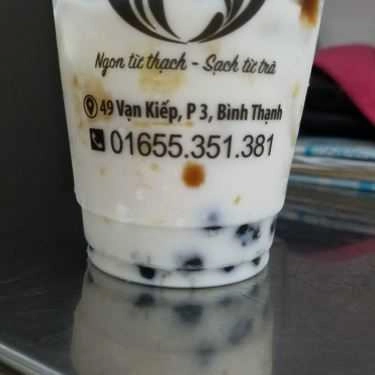 Ngon từ thạch - Sạch từ trà
49 Vạn Kiếp, P 3, Bình Thạnh
01655.351.381